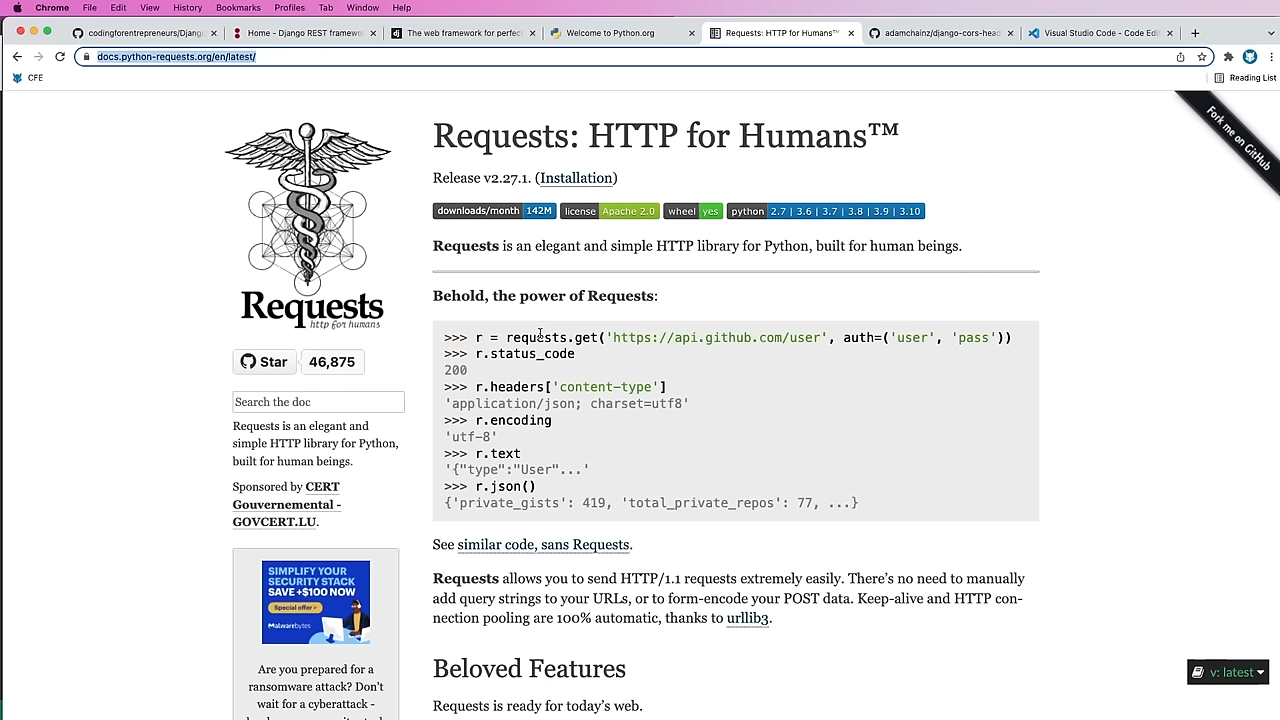 Chrome File Edit View History Bookmarks Profiles Tab Window Help
codingforentrepreneurs/Djang Home - Django REST framewo The web framework for perfec Welcome to Python.org Requests: HTTP for Humans™ adamchainz/django-cors-head Visual Studio Code - Code Edit
docs.python-requests.org/en/latest/
CFE Reading List
Fork me on GitHub
Requests
http for humans
Star 46,875
Search the doc
Requests is an elegant and
simple HTTP library for Python,
built for human beings.
Sponsored by CERT
Gouvernemental -
GOVCERT.LU.
SIMPLIFY YOUR
SECURITY STACK
SAVE +$100 NOW
Special offer >
Malwarebytes
Are you prepared for a
ransomware attack? Don't
wait for a cyberattack -
Requests: HTTP for Humans™
Release v2.27.1. (Installation)
downloads/month 142M license Apache 2.0 wheel yes python 2.7 | 3.6 | 3.7 | 3.8 | 3.9 | 3.10
Requests is an elegant and simple HTTP library for Python, built for human beings.
Behold, the power of Requests:
>>> r = requests.get('https://api.github.com/user', auth=('user', 'pass'))
>>> r.status_code
200
>>> r.headers['content-type']
'application/json; charset=utf8'
>>> r.encoding
'utf-8'
>>> r.text
'{"type":"User"...'
>>> r.json()
{'private_gists': 419, 'total_private_repos': 77, ...}
See similar code, sans Requests.
Requests allows you to send HTTP/1.1 requests extremely easily. There's no need to manually
add query strings to your URLs, or to form-encode your POST data. Keep-alive and HTTP con-
nection pooling are 100% automatic, thanks to urllib3.
Beloved Features
Requests is ready for today's web.
v: latest